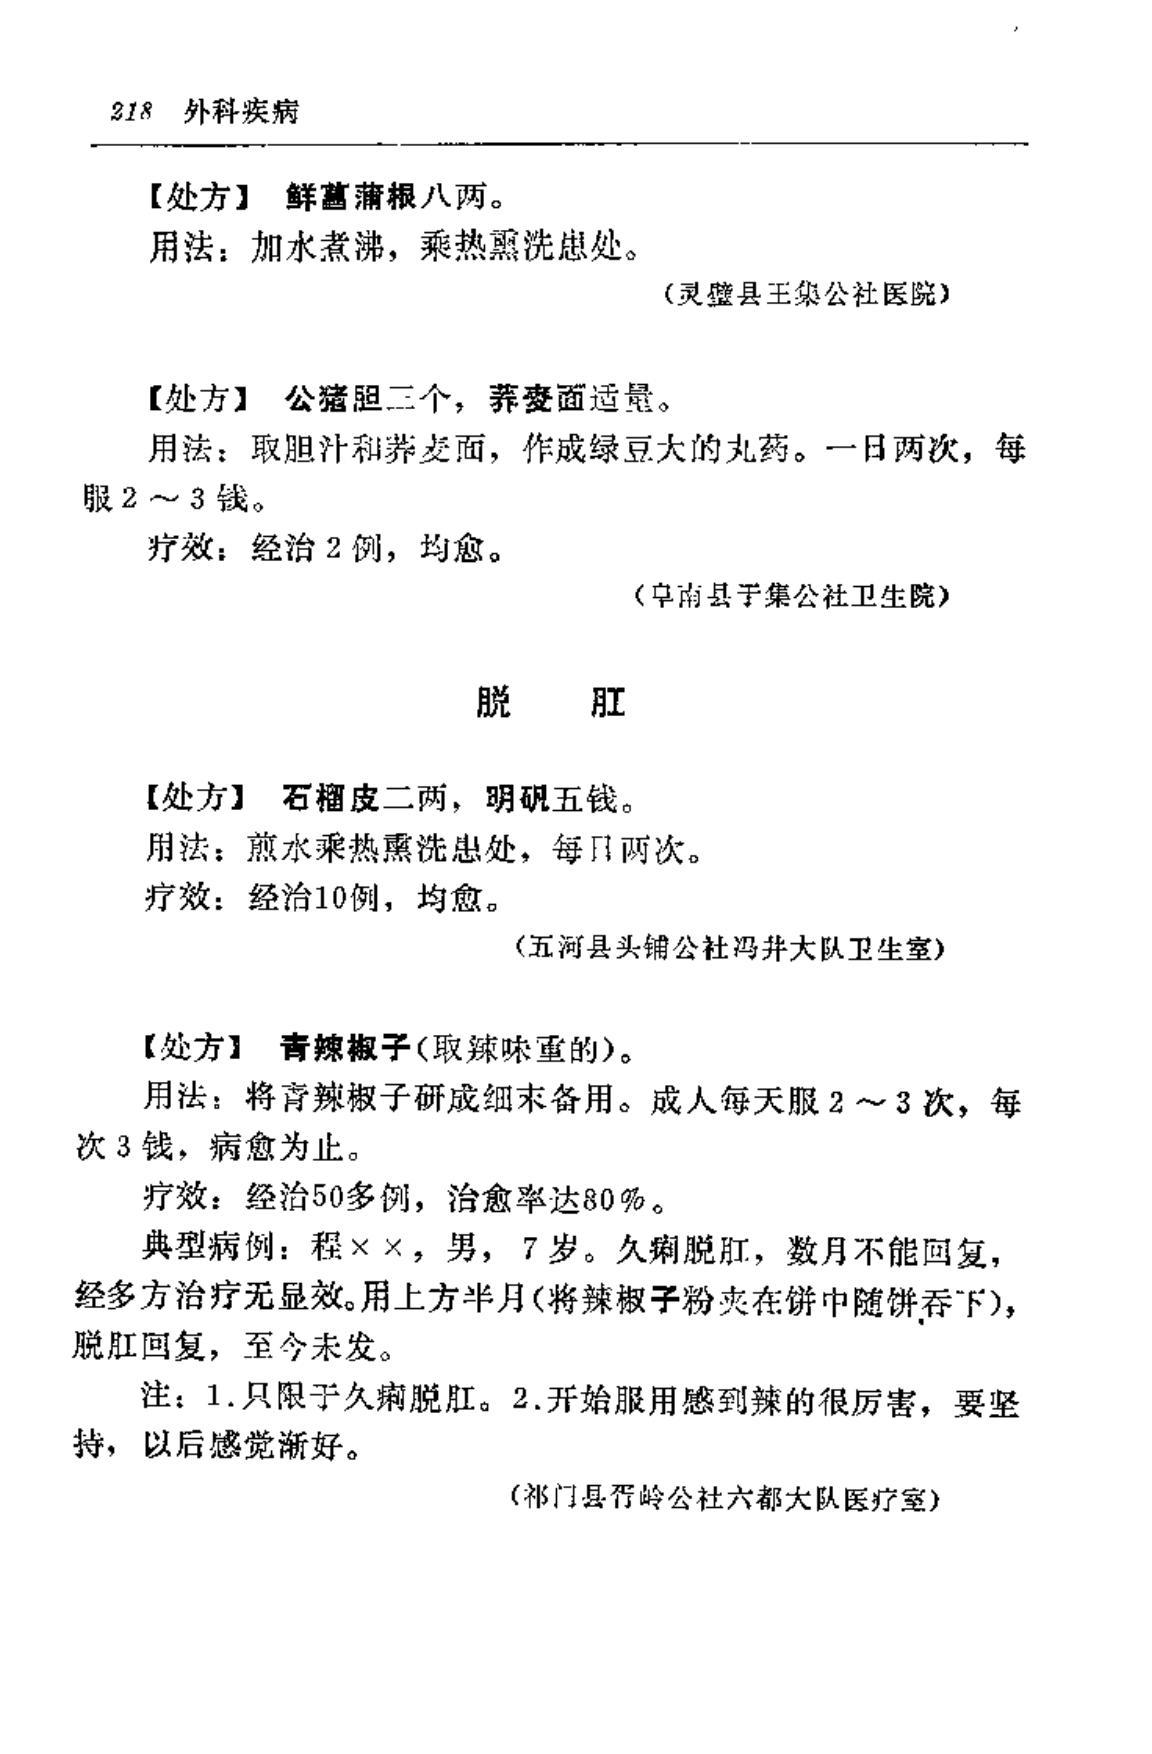 218 外科疾病
【处方】 鲜菖蒲根八两。
用法：加水煮沸，乘热熏洗患处。
（灵璧县王集公社医院）
【处方】 公猪胆三个，荞麦面适量。
用法：取胆汁和荞麦面，作成绿豆大的丸药。一日两次，每
服2～3钱。
疗效：经治2例，均愈。
（阜南县于集公社卫生院）
脱 肛
【处方】 石榴皮二两，明矾五钱。
用法：煎水乘热熏洗患处，每日两次。
疗效：经治10例，均愈。
（五河县头铺公社冯井大队卫生室）
【处方】 青辣椒子（取辣味重的）。
用法：将青辣椒子研成细末备用。成人每天服2～3次，每
次3钱，病愈为止。
疗效：经治50多例，治愈率达80％。
典型病例：程××，男，7岁。久痢脱肛，数月不能回复，
经多方治疗无显效。用上方半月（将辣椒子粉夹在饼中随饼吞下），
脱肛回复，至今未发。
注：1.只限于久痢脱肛。2.开始服用感到辣的很厉害，要坚
持，以后感觉渐好。
（祁门县胥岭公社六都大队医疗室）